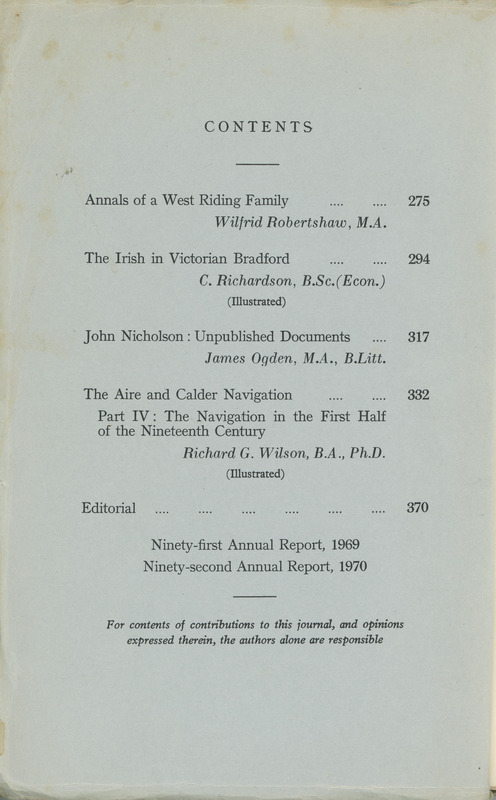 CONTENTS
Annals of a West Riding Family .... .... 275
Wilfrid Robertshaw, M.A.
The Irish in Victorian Bradford .... .... 294
C. Richardson, B.Sc.(Econ.)
(Illustrated)
John Nicholson : Unpublished Documents .... 317
James Ogden, M.A., B.Litt.
The Aire and Calder Navigation .... .... 332
Part IV : The Navigation in the First Half
of the Nineteenth Century
Richard G. Wilson, B.A., Ph.D.
(Illustrated)
Editorial .... .... .... .... .... .... 370
Ninety-first Annual Report, 1969
Ninety-second Annual Report, 1970
For contents of contributions to this journal, and opinions
expressed therein, the authors alone are responsible